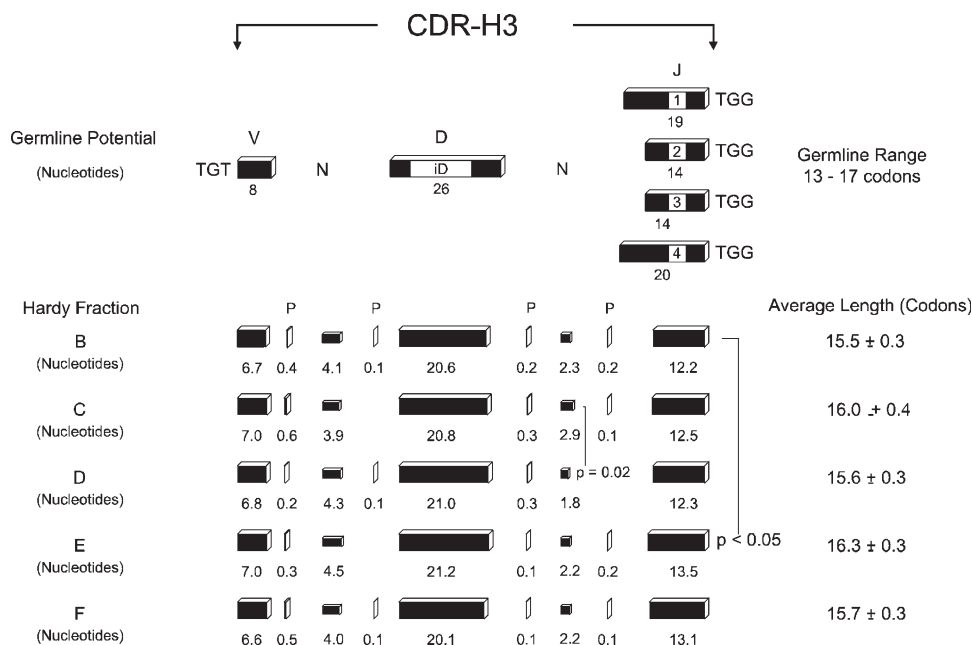 CDR-H3
J
1 TGG
19
Germline Potential
V
D
(Nucleotides)
TGT
8
N
iD
26
N
2 TGG
14
Germline Range
13 - 17 codons
3 TGG
14
4 TGG
20
Hardy Fraction
P
P
P
P
Average Length (Codons)
B
(Nucleotides)
6.7 0.4 4.1 0.1 20.6 0.2 2.3 0.2 12.2
15.5 ± 0.3
C
(Nucleotides)
7.0 0.6 3.9 20.8 0.3 2.9 0.1 12.5
16.0 ± 0.4
p = 0.02
D
(Nucleotides)
6.8 0.2 4.3 0.1 21.0 0.3 1.8 12.3
15.6 ± 0.3
E
(Nucleotides)
7.0 0.3 4.5 21.2 0.1 2.2 0.2 13.5
p < 0.05
16.3 ± 0.3
F
(Nucleotides)
6.6 0.5 4.0 0.1 20.1 0.1 2.2 0.1 13.1
15.7 ± 0.3